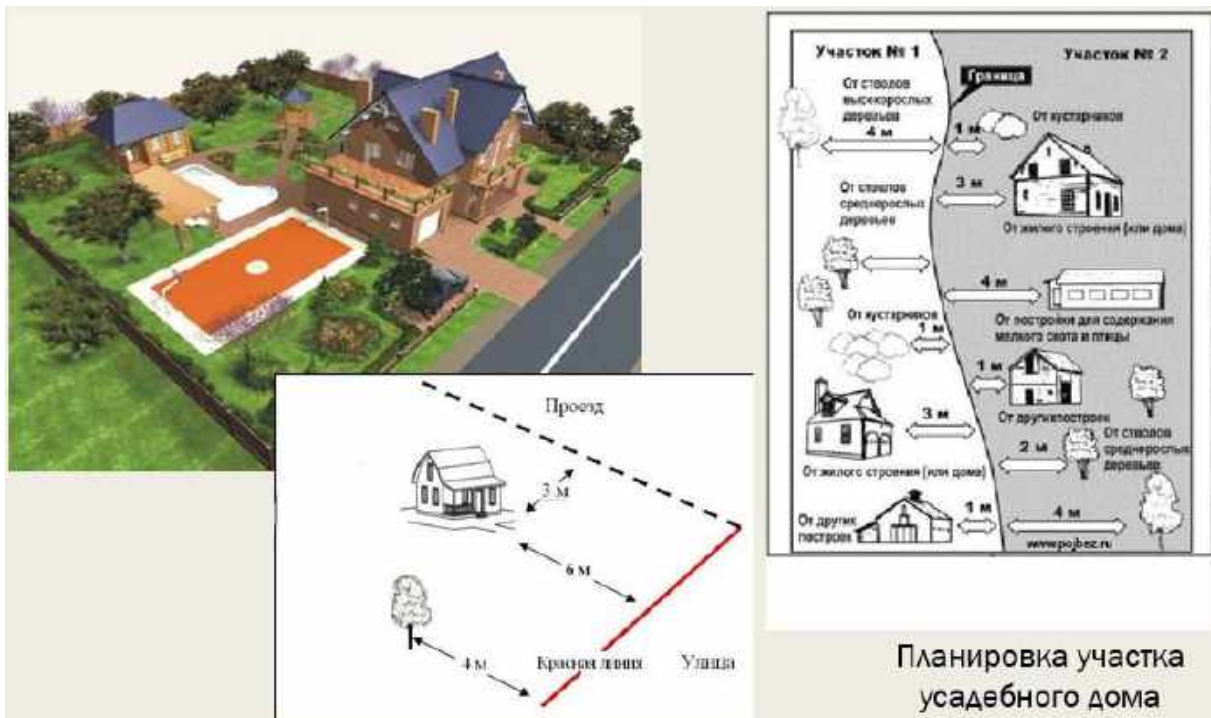 Участок № 1
Участок № 2
Граница
От стволов
высокорослых
деревьев
4 м
1 м
От кустарников
3 м
От стволов
среднерослых
деревьев
От жилого строения (или дома)
4 м
От кустарников
1 м
От постройки для содержания
мелкого скота и птицы
1 м
От других построек
3 м
От жилого строения (или дома)
2 м
От стволов
среднерослых
деревьев
От других
построек
1 м
4 м
www.pojbez.ru
Проезд
3 м
6 м
4 м
Красная линия
Улица
Планировка участка
усадебного дома